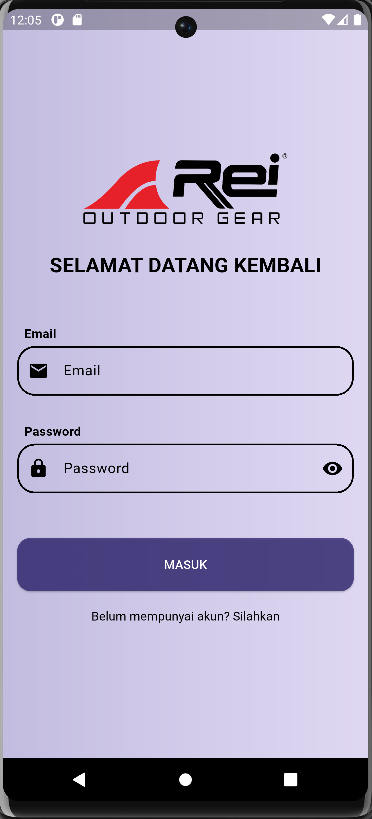 12:05
Rei®
OUTDOOR GEAR
SELAMAT DATANG KEMBALI
Email
Email
Password
Password
MASUK
Belum mempunyai akun? Silahkan